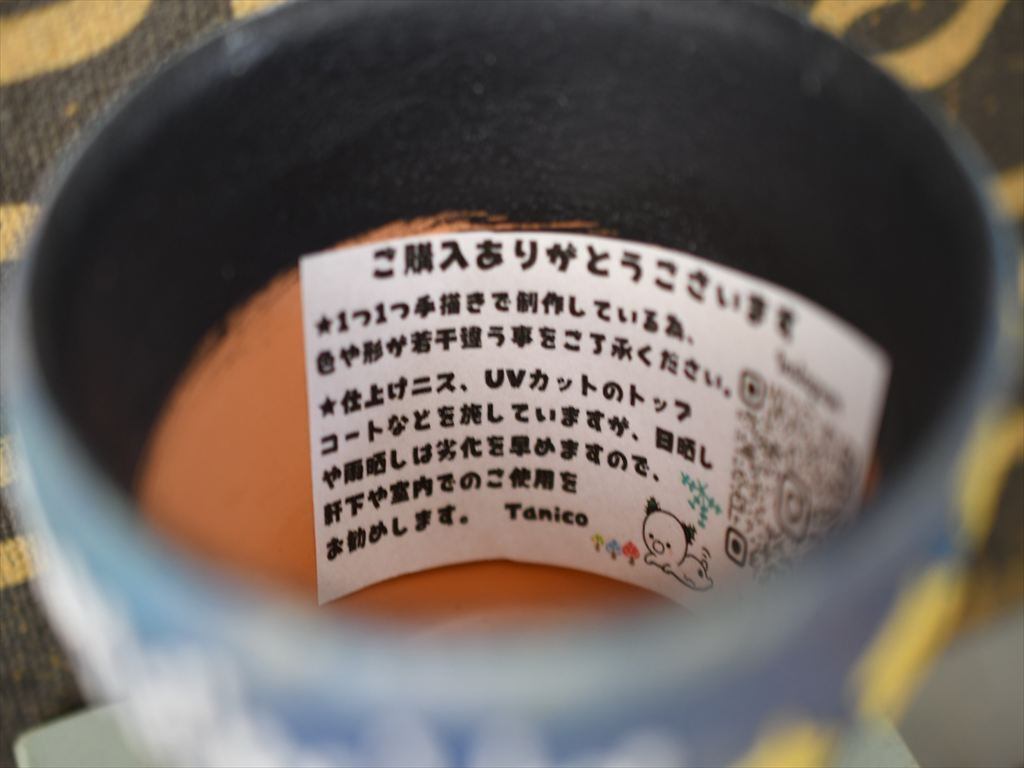 ご購入ありがとうございます
★1つ1つ手描きで制作している為、
色や形が若干違う事をご了承ください。
★仕上げニス、UVカットのトップ
コートなどを施していますが、日晒し
や雨晒しは劣化を早めますので、
軒下や室内でのご使用を
お勧めします。 Tanico